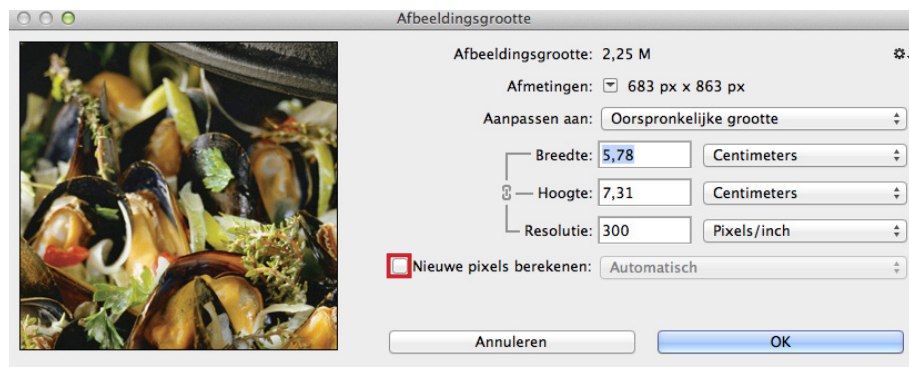 Afbeeldingsgrootte
Afbeeldingsgrootte: 2,25 M
Afmetingen: 683 px x 863 px
Aanpassen aan: Oorspronkelijke grootte
Breedte: 5,78 Centimeters
Hoogte: 7,31 Centimeters
Resolutie: 300 Pixels/inch
Nieuwe pixels berekenen: Automatisch
Annuleren OK